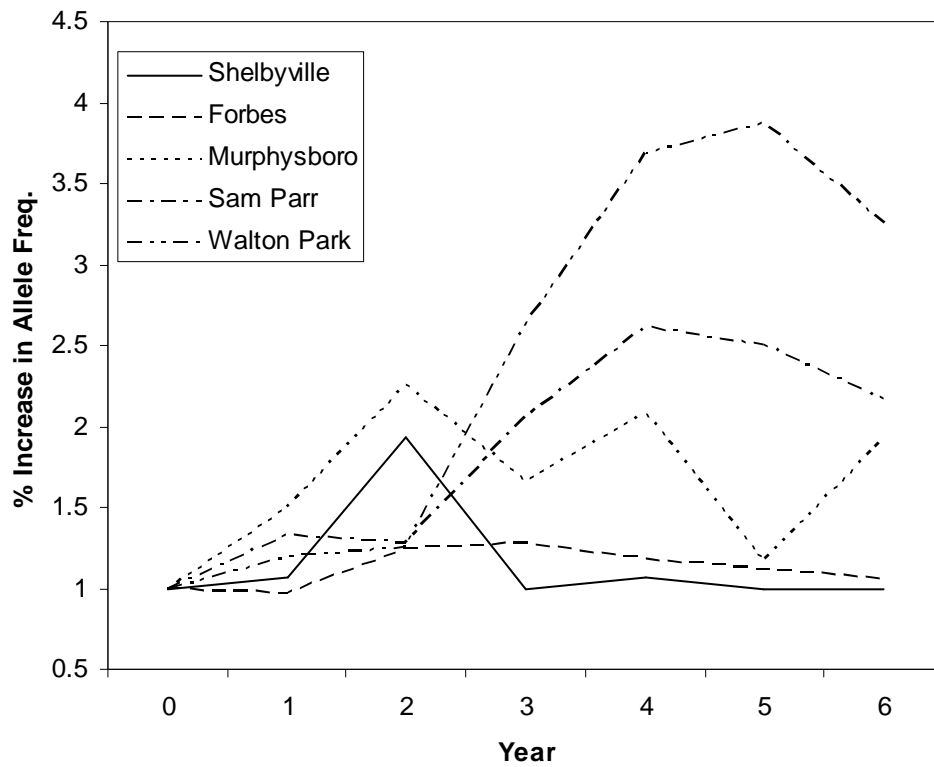 4.5
4
3.5
3
2.5
2
1.5
1
0.5
% Increase in Allele Freq.
Shelbyville
Forbes
Murphysboro
Sam Parr
Walton Park
0 1 2 3 4 5 6
Year